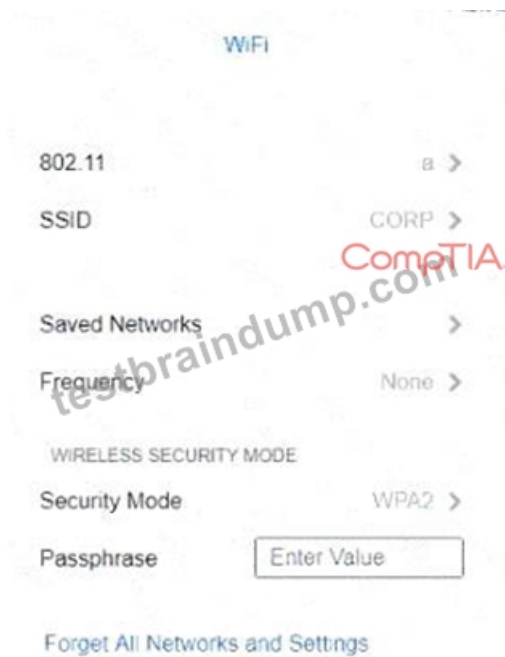 WiFi
802.11 a >
SSID CORP >
CompTIA
testbraindump.com
Saved Networks >
Frequency None >
WIRELESS SECURITY MODE
Security Mode WPA2 >
Passphrase Enter Value
Forget All Networks and Settings